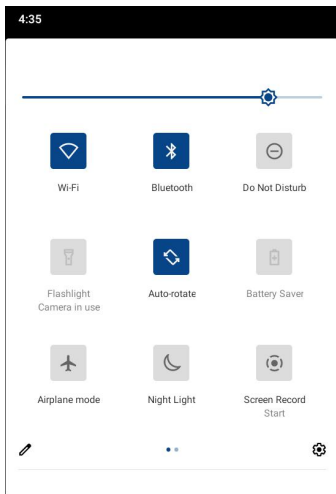 4:35
Wi-Fi
Bluetooth
Do Not Disturb
Flashlight
Camera in use
Auto-rotate
Battery Saver
Airplane mode
Night Light
Screen Record
Start